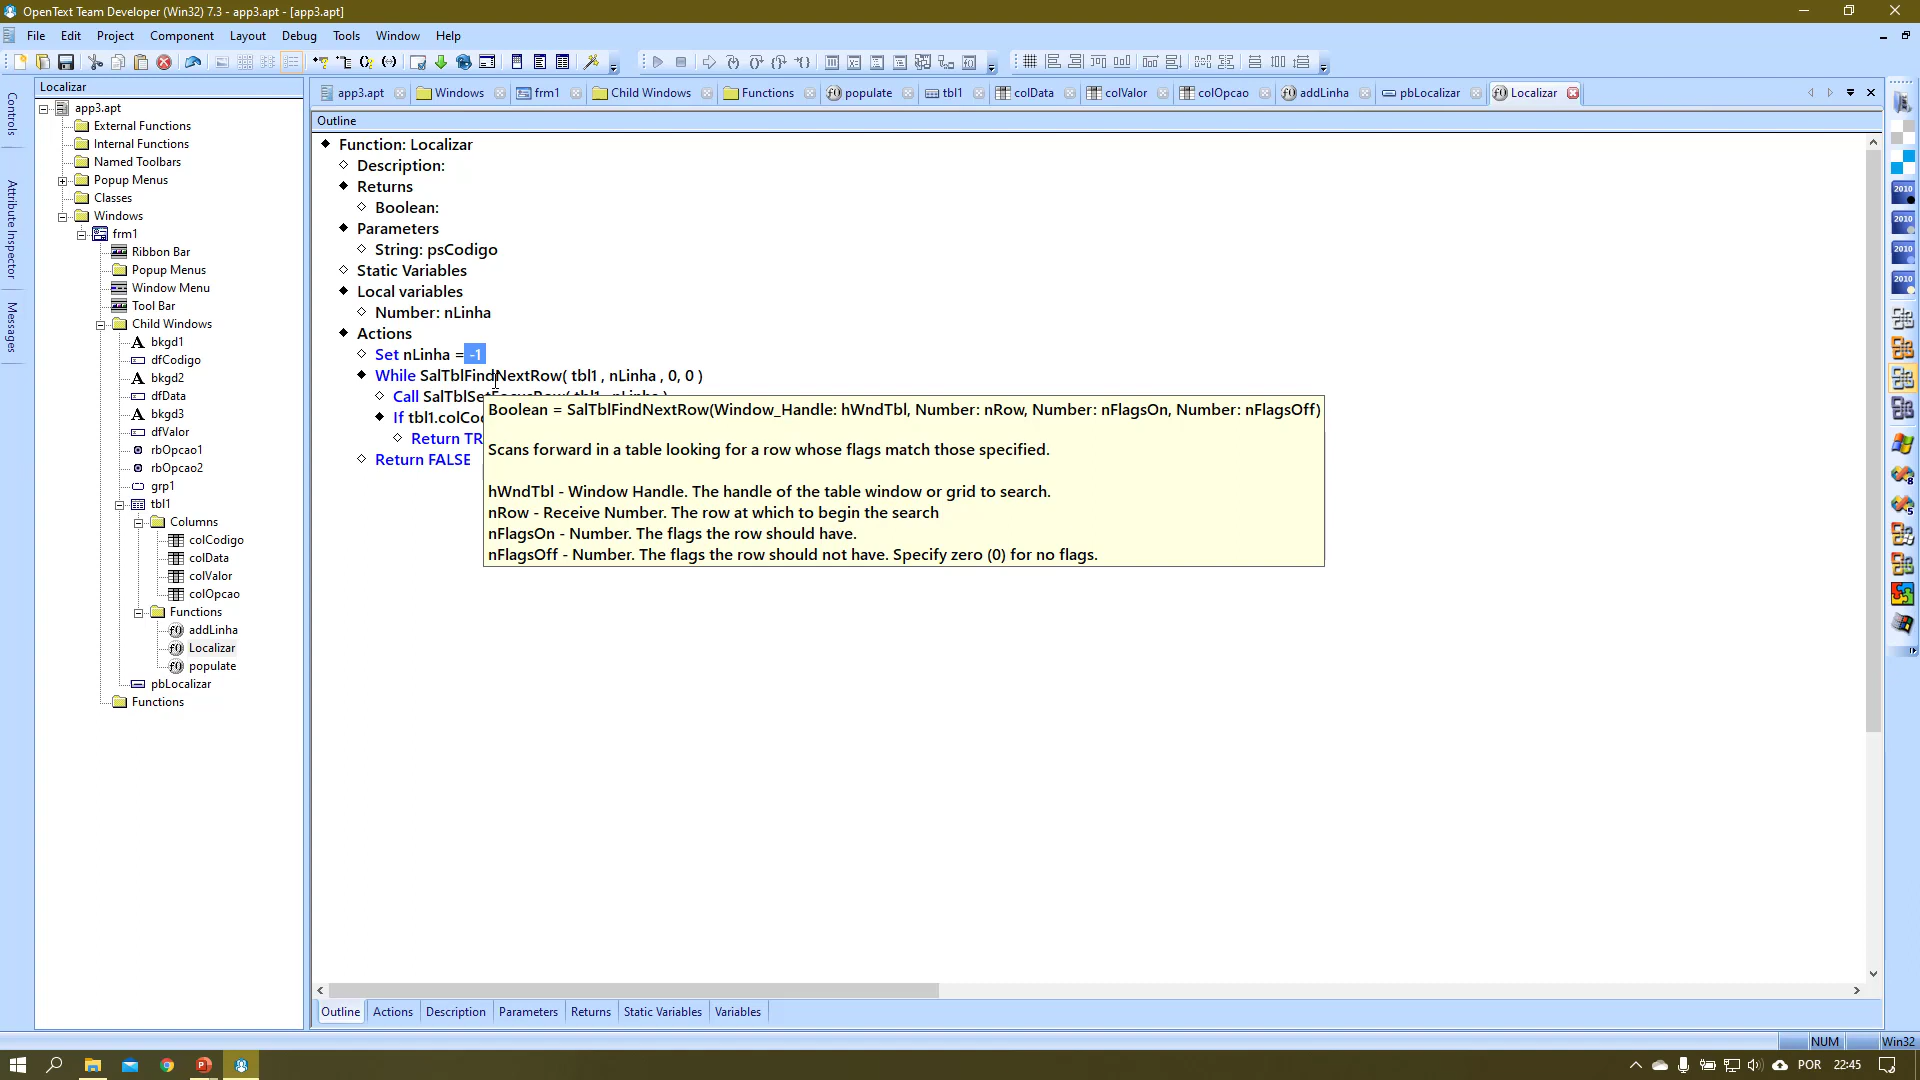 OpenText Team Developer (Win32) 7.3 - app3.apt - [app3.apt]
File Edit Project Component Layout Debug Tools Window Help
Localizar
app3.apt Windows frm1 Child Windows Functions populate tbl1 colData colValor colOpcao addLinha pbLocalizar Localizar
Controls
Attribute Inspector
Messages
app3.apt
External Functions
Internal Functions
Named Toolbars
Popup Menus
Classes
Windows
frm1
Ribbon Bar
Popup Menus
Window Menu
Tool Bar
Child Windows
bkgd1
dfCodigo
bkgd2
dfData
bkgd3
dfValor
rbOpcao1
rbOpcao2
grp1
tbl1
Columns
colCodigo
colData
colValor
colOpcao
Functions
addLinha
Localizar
populate
pbLocalizar
Functions
Outline
Function: Localizar
Description:
Returns
Boolean:
Parameters
String: psCodigo
Static Variables
Local variables
Number: nLinha
Actions
Set nLinha = -1
While SalTblFindNextRow( tbl1 , nLinha , 0, 0 )
Call
If tbl1.colCo
Return TR
Return FALSE
Boolean = SalTblFindNextRow(Window_Handle: hWndTbl, Number: nRow, Number: nFlagsOn, Number: nFlagsOff)
Scans forward in a table looking for a row whose flags match those specified.
hWndTbl - Window Handle. The handle of the table window or grid to search.
nRow - Receive Number. The row at which to begin the search
nFlagsOn - Number. The flags the row should have.
nFlagsOff - Number. The flags the row should not have. Specify zero (0) for no flags.
2010
2010
2010
2010
Outline Actions Description Parameters Returns Static Variables Variables
NUM Win32
POR 22:45